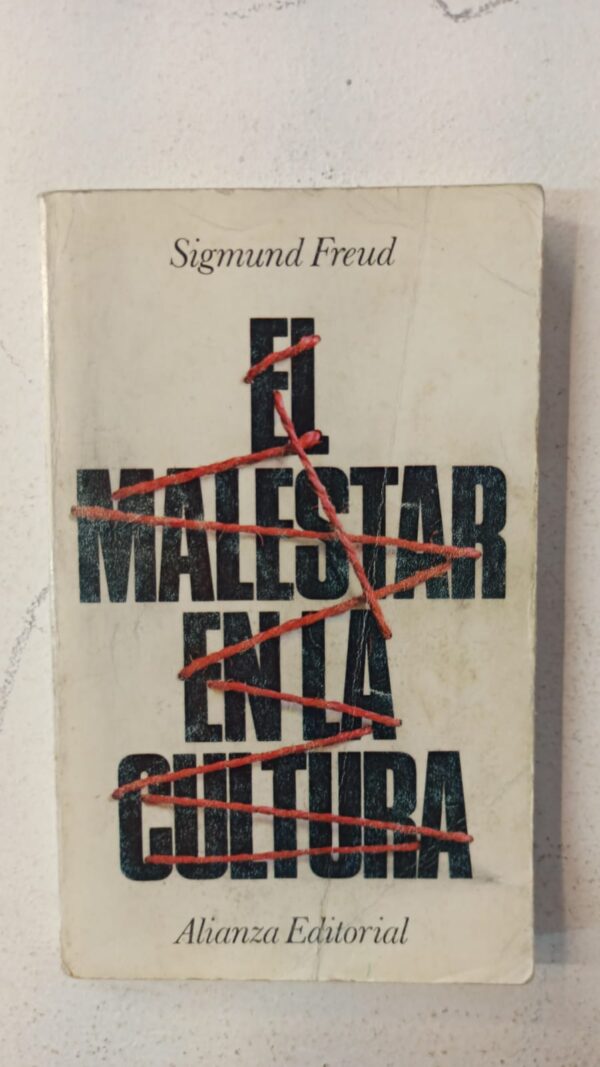 Sigmund Freud
El
MALESTAR
EN LA
CULTURA
Alianza Editorial